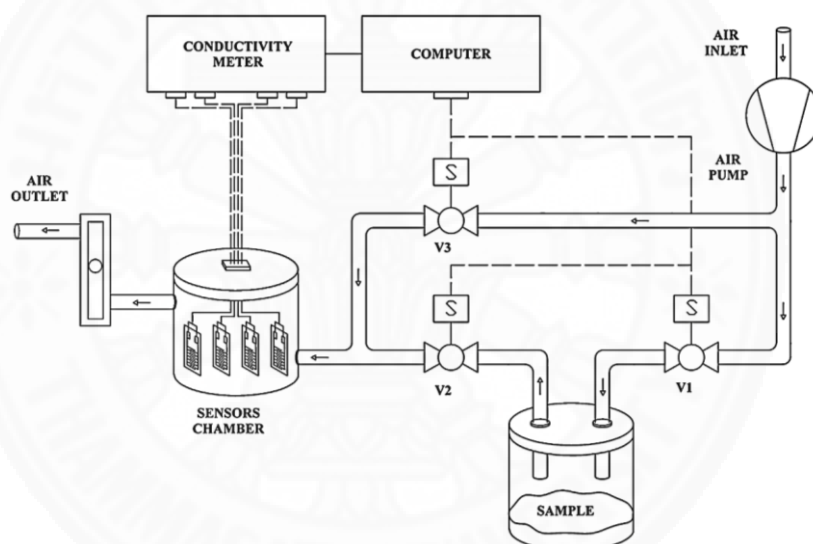 CONDUCTIVITY
METER
COMPUTER
AIR
INLET
AIR
PUMP
S
V3
AIR
OUTLET
S
S
V2
V1
SENSORS
CHAMBER
SAMPLE